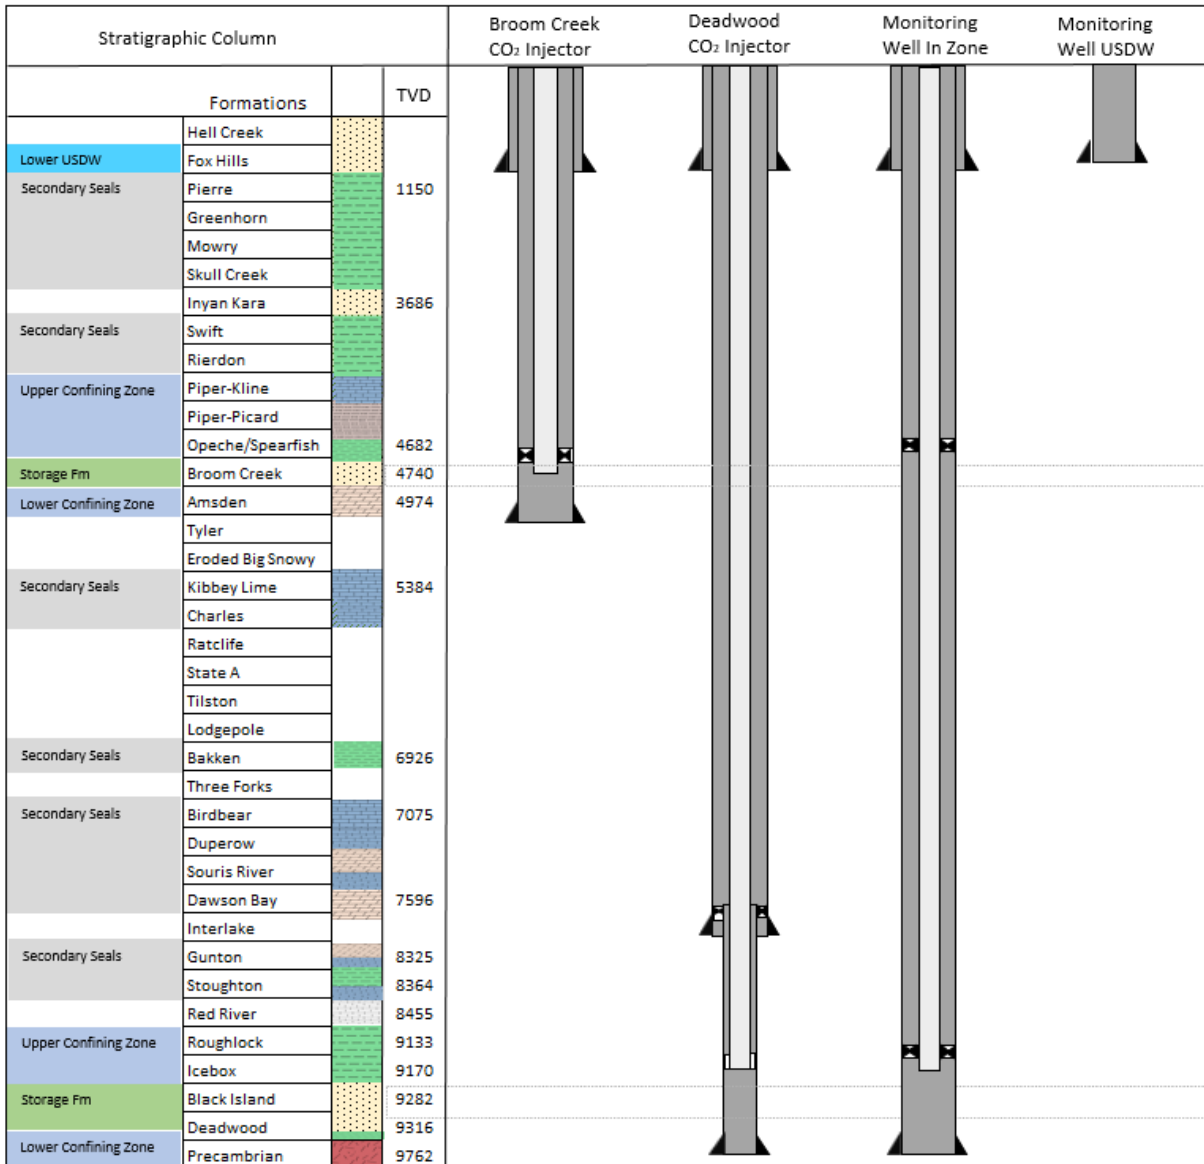 Stratigraphic Column
Broom Creek
CO₂ Injector
Deadwood
CO₂ Injector
Monitoring
Well In Zone
Monitoring
Well USDW
Formations
TVD
Hell Creek
Lower USDW Fox Hills
Secondary Seals Pierre 1150
Greenhorn
Mowry
Skull Creek
Inyan Kara 3686
Secondary Seals Swift
Rierdon
Upper Confining Zone Piper-Kline
Piper-Picard
Opeche/Spearfish 4682
Storage Fm Broom Creek 4740
Lower Confining Zone Amsden 4974
Tyler
Eroded Big Snowy
Secondary Seals Kibbey Lime 5384
Charles
Ratclife
State A
Tilston
Lodgepole
Secondary Seals Bakken 6926
Three Forks
Secondary Seals Birdbear 7075
Duperow
Souris River
Dawson Bay 7596
Interlake
Secondary Seals Gunton 8325
Stoughton 8364
Red River 8455
Upper Confining Zone Roughlock 9133
Icebox 9170
Storage Fm Black Island 9282
Deadwood 9316
Lower Confining Zone Precambrian 9762